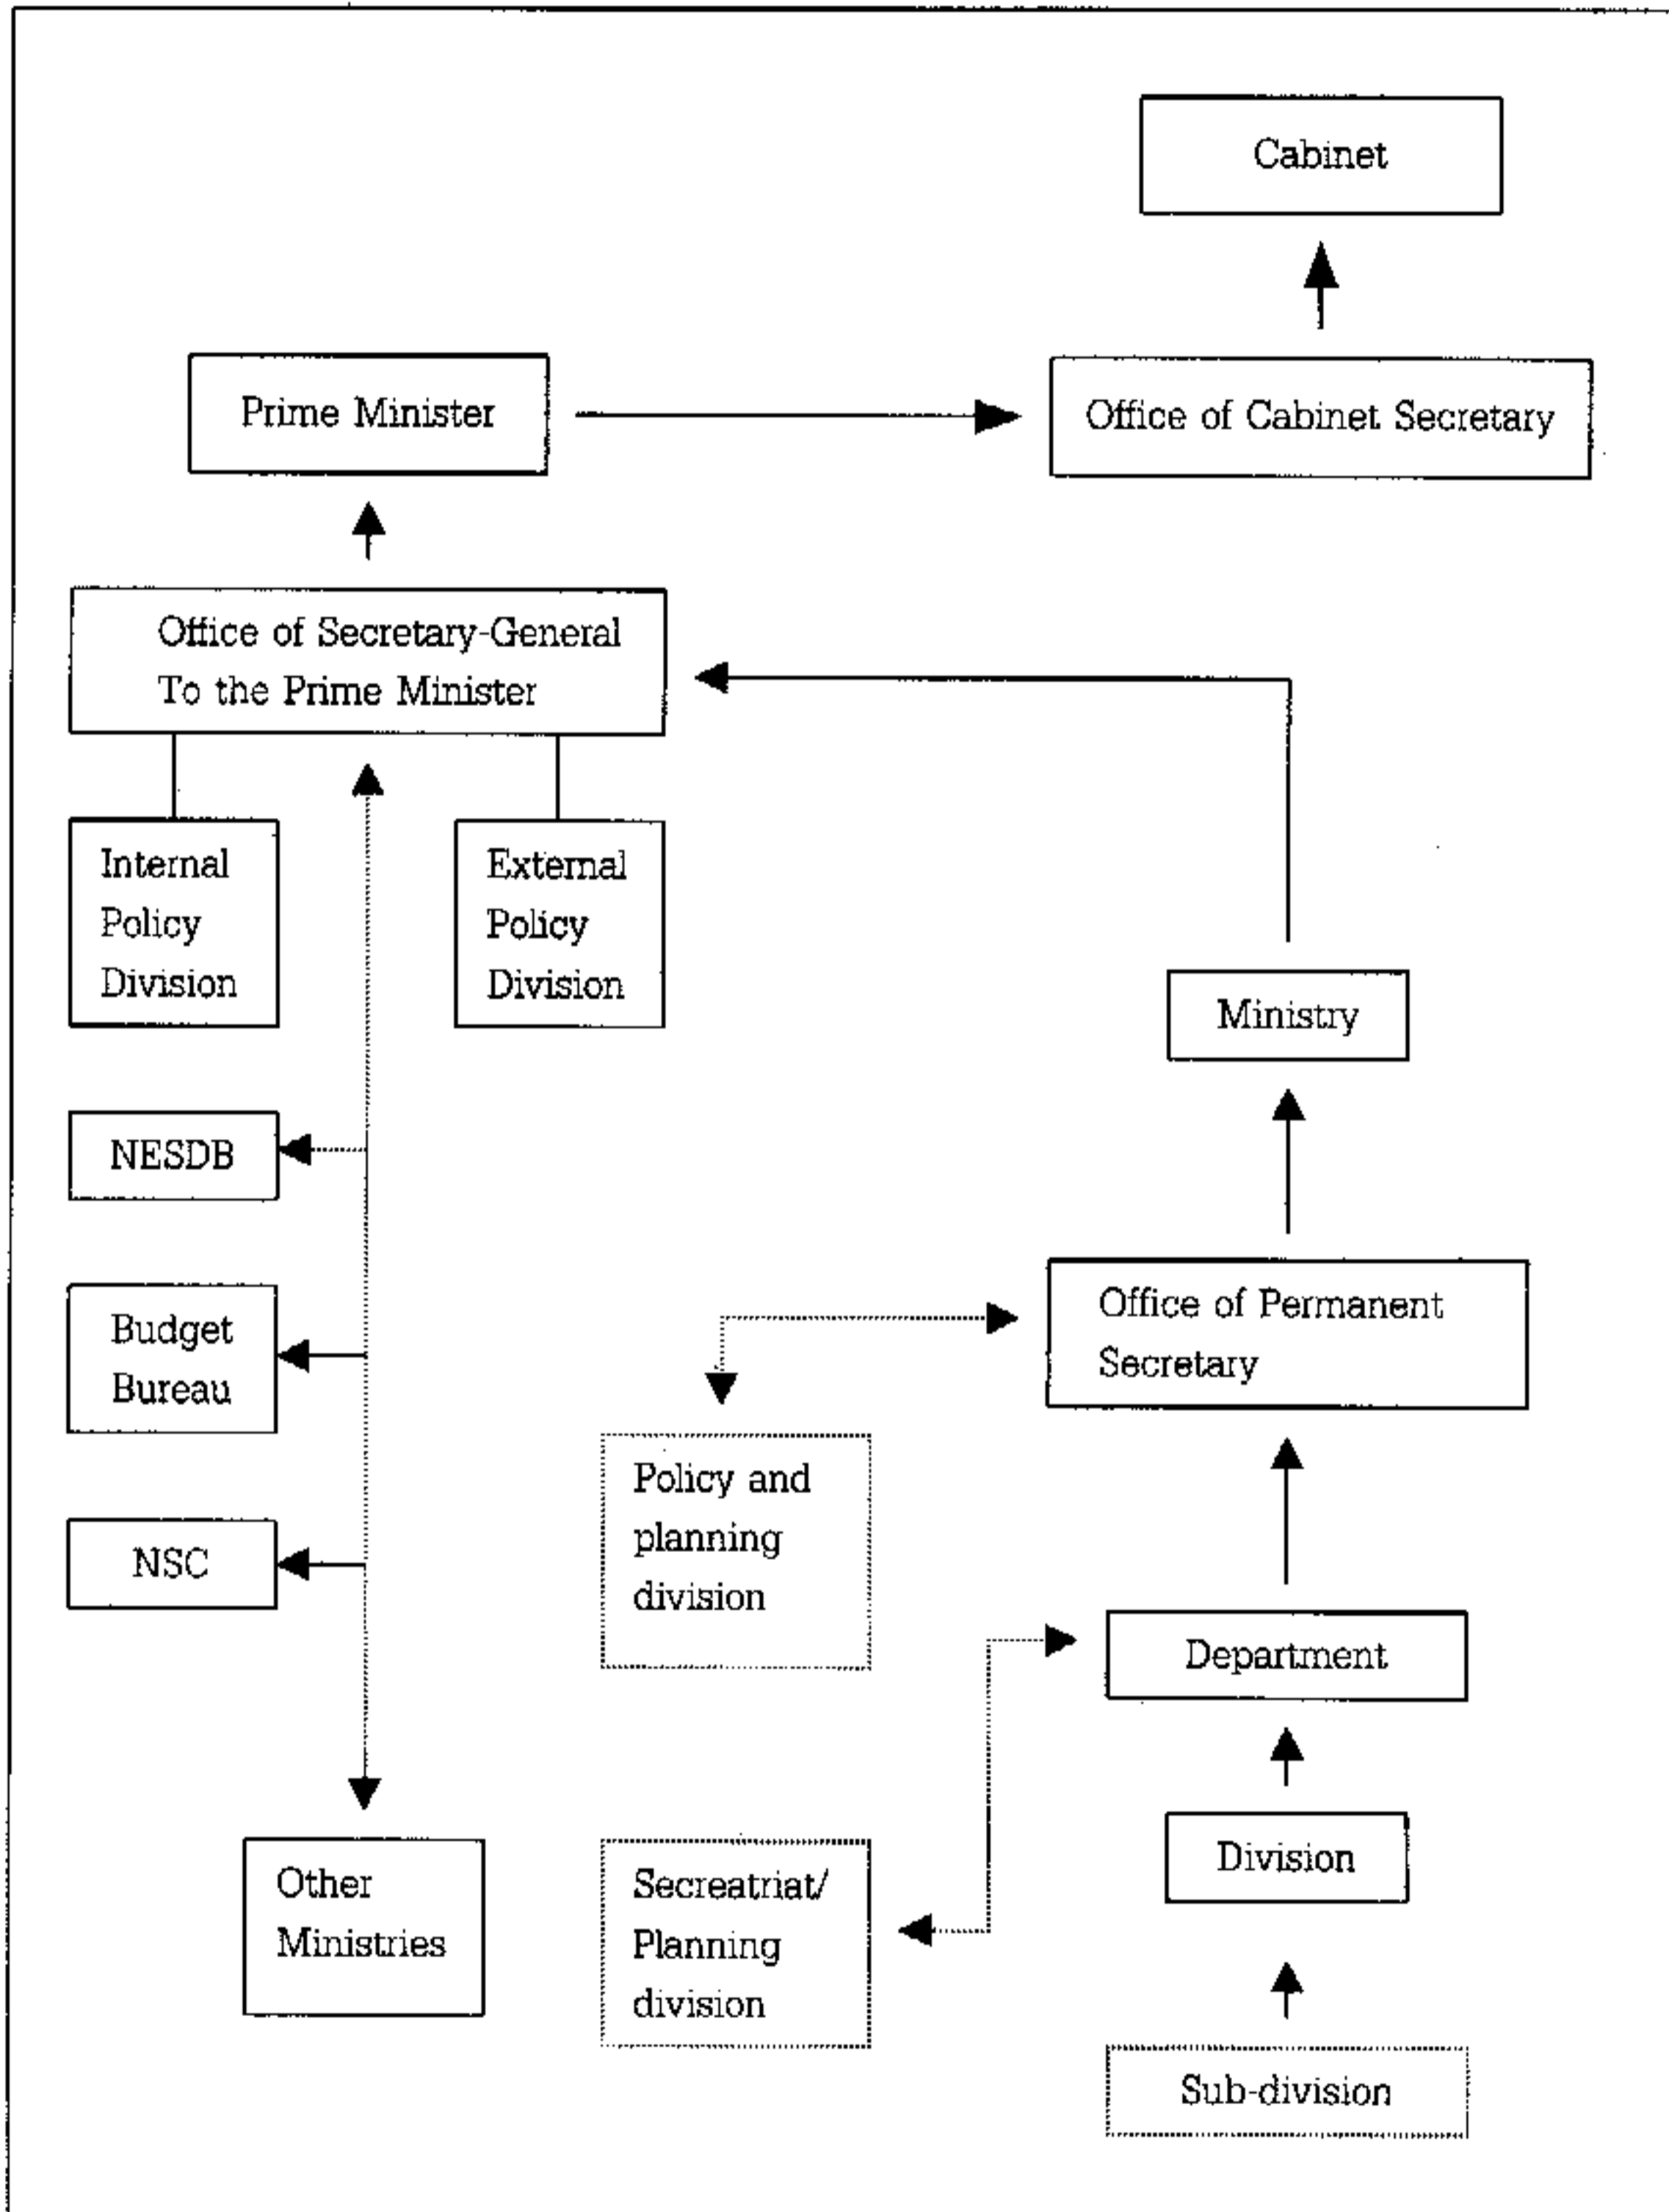 Cabinet
Prime Minister
Office of Cabinet Secretary
Office of Secretary-General
To the Prime Minister
Internal
Policy
Division
External
Policy
Division
Ministry
NESDB
Office of Permanent
Secretary
Budget
Bureau
Policy and
planning
division
NSC
Department
Division
Other
Ministries
Secreatriat/
Planning
division
Sub-division